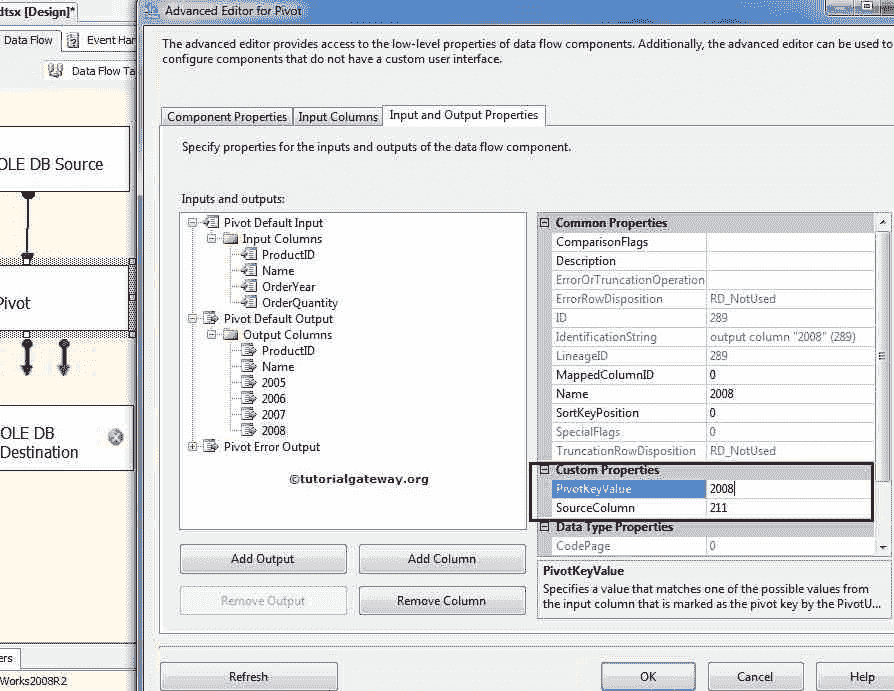 dtsx [Design]*
Advanced Editor for Pivot
Data Flow
Event Har
Data Flow Ta
OLE DB Source
Pivot
OLE DB
Destination
ers
Works2008R2
The advanced editor provides access to the low-level properties of data flow components. Additionally, the advanced editor can be used to
configure components that do not have a custom user interface.
Component Properties
Input Columns
Input and Output Properties
Specify properties for the inputs and outputs of the data flow component.
Inputs and outputs:
Pivot Default Input
Input Columns
ProductID
Name
OrderYear
OrderQuantity
Pivot Default Output
Output Columns
ProductID
Name
2005
2006
2007
2008
Pivot Error Output
©tutorialgateway.org
Add Output
Add Column
Remove Output
Remove Column
Common Properties
ComparisonFlags
Description
ErrorOrTruncationOperation
ErrorRowDisposition RD_NotUsed
ID 289
IdentificationString output column "2008" (289)
LineageID 289
MappedColumnID 0
Name 2008
SortKeyPosition 0
SpecialFlags 0
TruncationRowDisposition RD_NotUsed
Custom Properties
PivotKeyValue 2008
SourceColumn 211
Data Type Properties
CodePage 0
PivotKeyValue
Specifies a value that matches one of the possible values from
the input column that is marked as the pivot key by the PivotU...
Refresh
OK
Cancel
Help